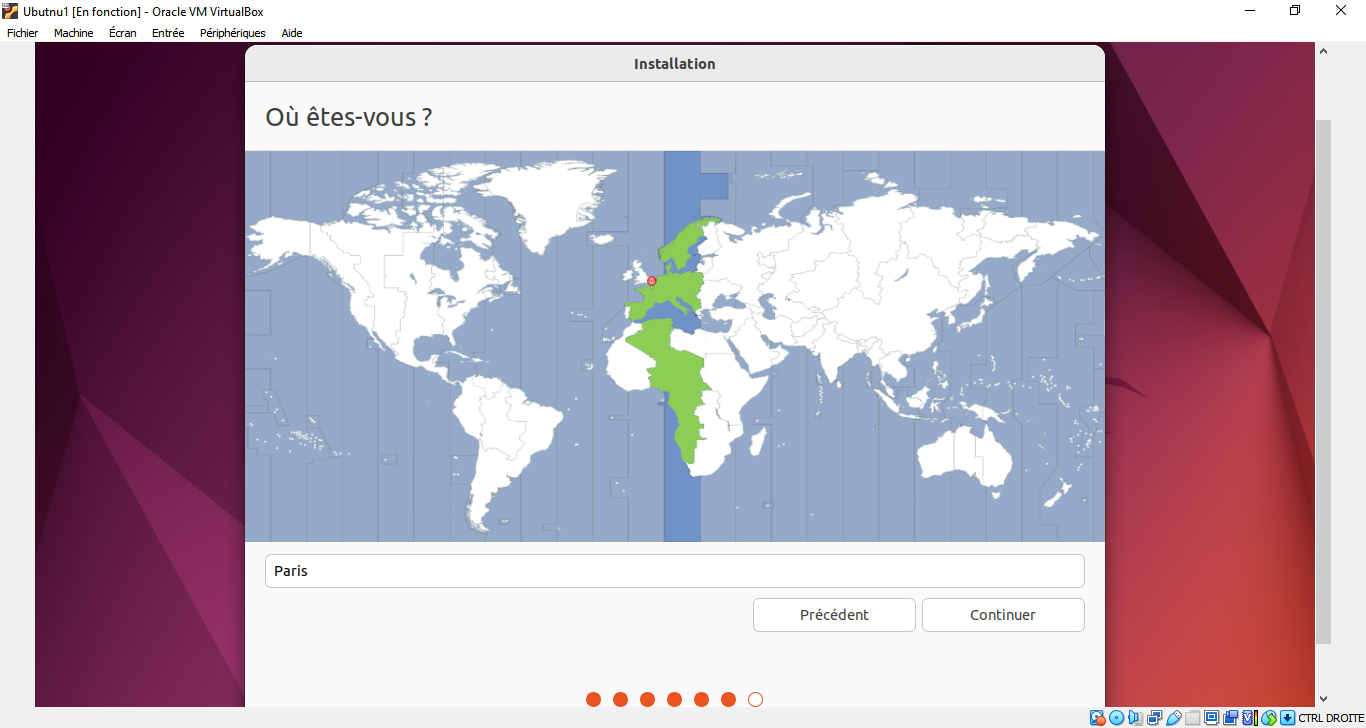 Ubutnu1 [En fonction] - Oracle VM VirtualBox
Fichier Machine Écran Entrée Périphériques Aide
Installation
Où êtes-vous ?
Paris
Précédent Continuer
CTRL DROITE